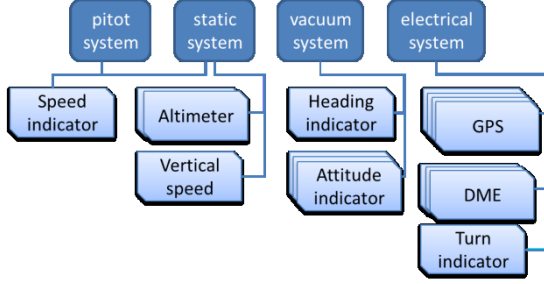 pitot
system
static
system
vacuum
system
electrical
system
Speed
indicator
Altimeter
Heading
indicator
GPS
Vertical
speed
Attitude
indicator
DME
Turn
indicator